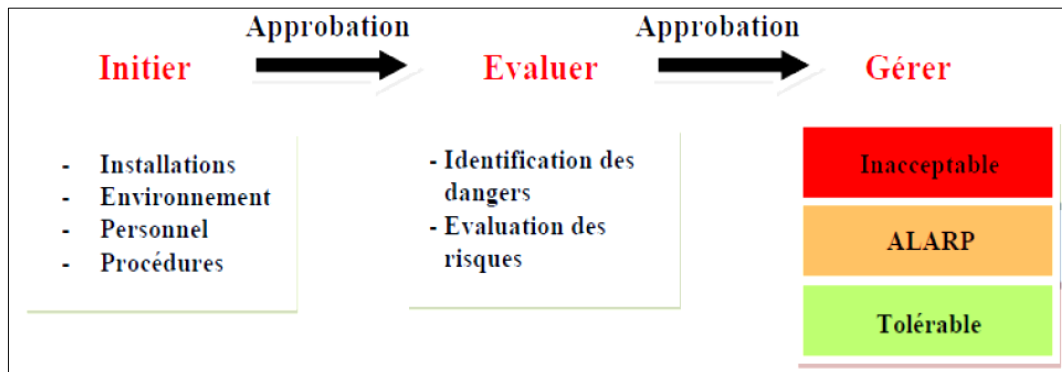 Approbation
Approbation
Initier
Evaluer
Gérer
- Installations
- Environnement
- Personnel
- Procédures
- Identification des
dangers
- Evaluation des
risques
Inacceptable
ALARP
Tolérable